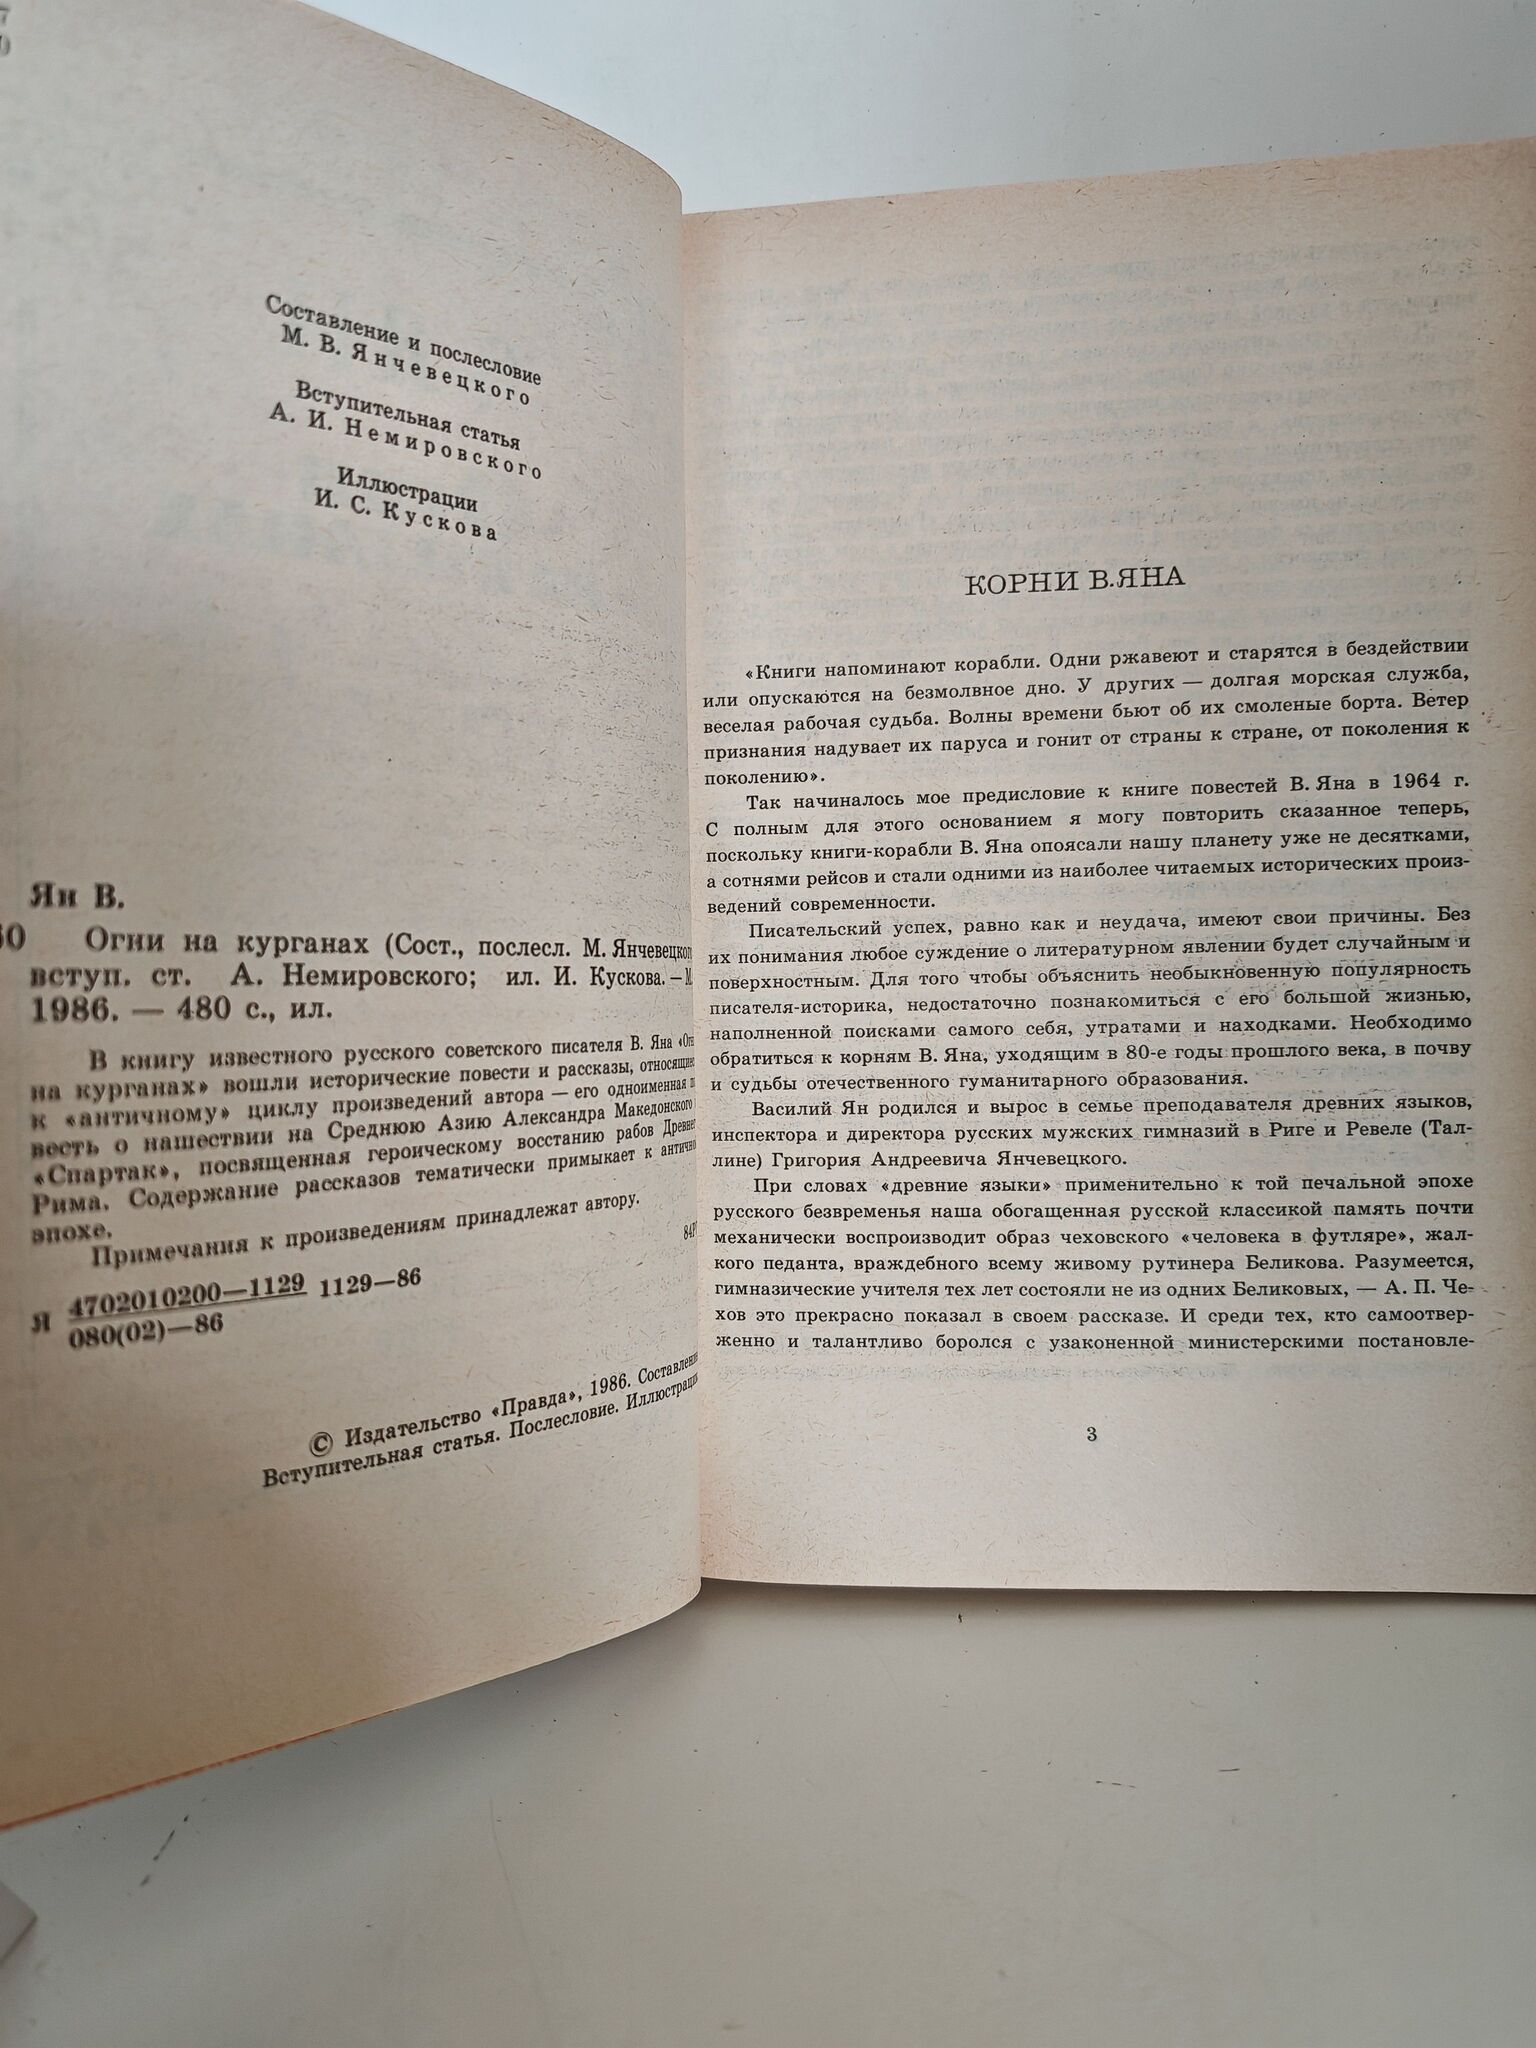 Составление и послесловие
М. В. Янчевецкого
Вступительная статья
А. И. Немировского
Иллюстрации
И. С. Кускова
Ян В.
Огни на курганах (Сост., послесл. М. Янчевецког
вступ. ст. А. Немировского; ил. И. Кускова. — М.
1986. — 480 с., ил.
В книгу известного русского советского писателя В. Яна «Огн
на курганах» вошли исторические повести и рассказы, относящиес
к «античному» циклу произведений автора — его одноименная п
весть о нашествии на Среднюю Азию Александра Македонского
«Спартак», посвященная героическому восстанию рабов Древне
Рима. Содержание рассказов тематически примыкает к антично
эпохе.
Примечания к произведениям принадлежат автору.
84Р
Я 4702010200—1129 1129—86
080(02)—86
© Издательство «Правда», 1986. Составлени
Вступительная статья. Послесловие. Иллюстраци
КОРНИ В. ЯНА
«Книги напоминают корабли. Одни ржавеют и старятся в бездействии
или опускаются на безмолвное дно. У других — долгая морская служба,
веселая рабочая судьба. Волны времени бьют об их смоленые борта. Ветер
признания надувает их паруса и гонит от страны к стране, от поколения к
поколению».
Так начиналось мое предисловие к книге повестей В. Яна в 1964 г.
С полным для этого основанием я могу повторить сказанное теперь,
поскольку книги-корабли В. Яна опоясали нашу планету уже не десятками,
а сотнями рейсов и стали одними из наиболее читаемых исторических произ-
ведений современности.
Писательский успех, равно как и неудача, имеют свои причины. Без
их понимания любое суждение о литературном явлении будет случайным и
поверхностным. Для того чтобы объяснить необыкновенную популярность
писателя-историка, недостаточно познакомиться с его большой жизнью,
наполненной поисками самого себя, утратами и находками. Необходимо
обратиться к корням В. Яна, уходящим в 80-е годы прошлого века, в почву
и судьбы отечественного гуманитарного образования.
Василий Ян родился и вырос в семье преподавателя древних языков,
инспектора и директора русских мужских гимназий в Риге и Ревеле (Тал-
лине) Григория Андреевича Янчевецкого.
При словах «древние языки» применительно к той печальной эпохе
русского безвременья наша обогащенная русской классикой память почти
механически воспроизводит образ чеховского «человека в футляре», жал-
кого педанта, враждебного всему живому рутинера Беликова. Разумеется,
гимназические учителя тех лет состояли не из одних Беликовых, — А. П. Че-
хов это прекрасно показал в своем рассказе. И среди тех, кто самоотвер-
женно и талантливо боролся с узаконенной министерскими постановле-
3